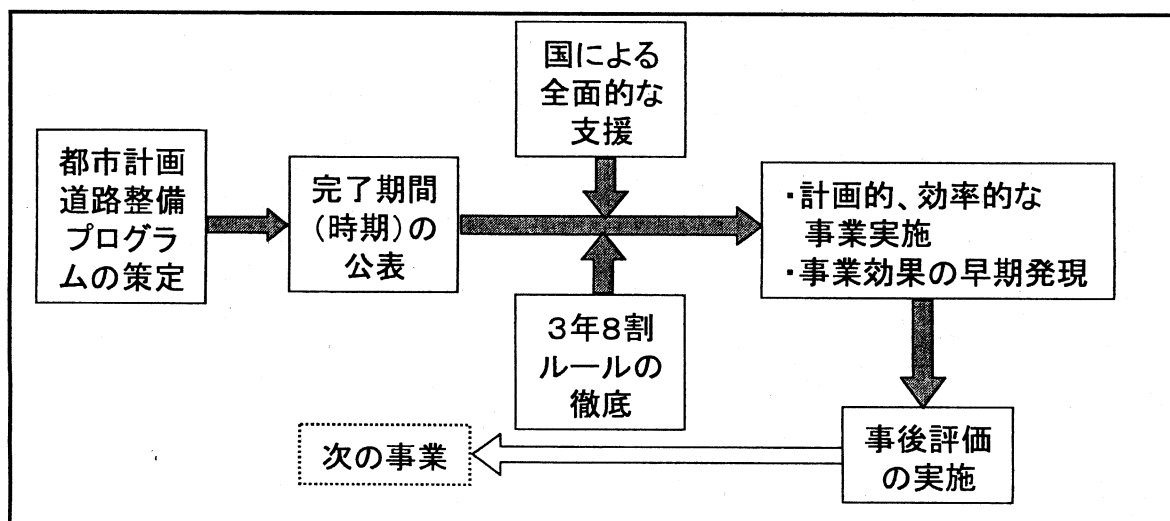 国による
全面的な
支援
都市計画
道路整備
プログラ
ムの策定
完了期間
(時期)の
公表
・計画的、効率的な
事業実施
・事業効果の早期発現
3年8割
ルールの
徹底
次の事業
事後評価
の実施